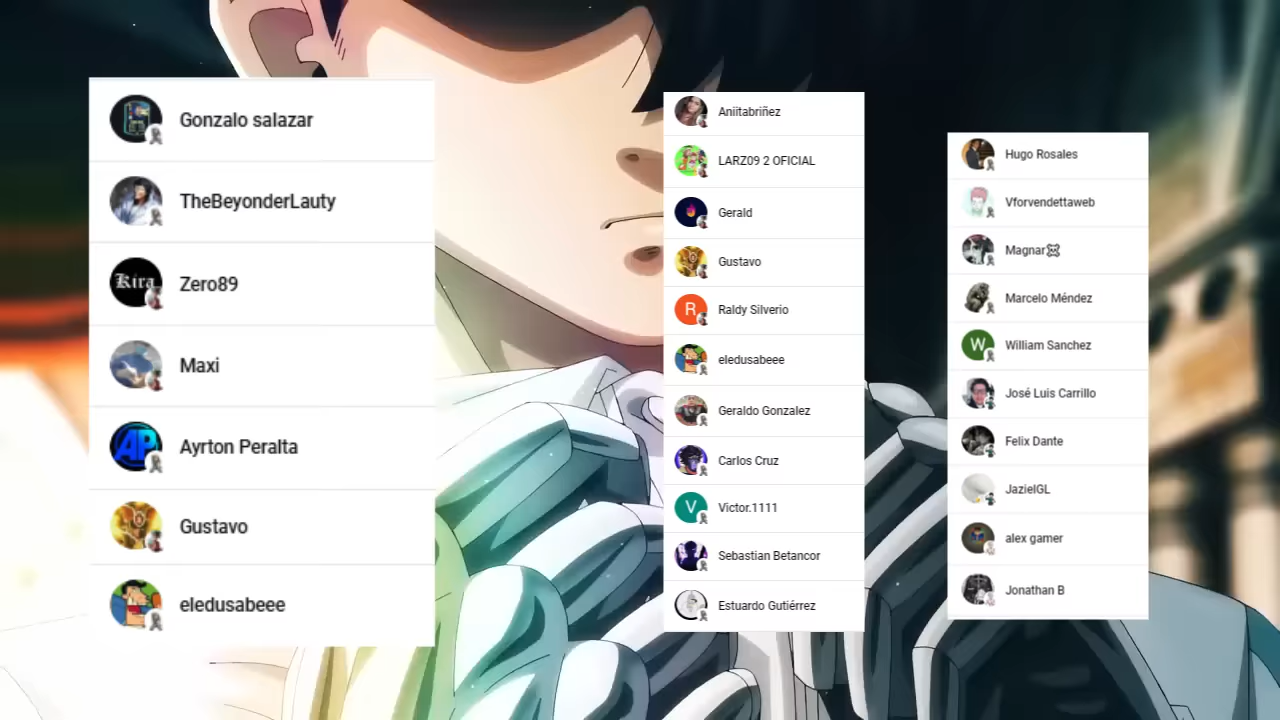 Gonzalo salazar
TheBeyonderLauty
Kira
Zero89
Maxi
AP
Ayrton Peralta
Gustavo
eledusabeee
Aniitabriñez
LARZ09 2 OFICIAL
Gerald
Gustavo
R
Raldy Silverio
eledusabeee
Geraldo Gonzalez
Carlos Cruz
V
Victor.1111
Sebastian Betancor
Estuardo Gutiérrez
Hugo Rosales
Vforvendettaweb
Magnar
Marcelo Méndez
W
William Sanchez
José Luis Carrillo
Felix Dante
JazielGL
alex gamer
Jonathan B